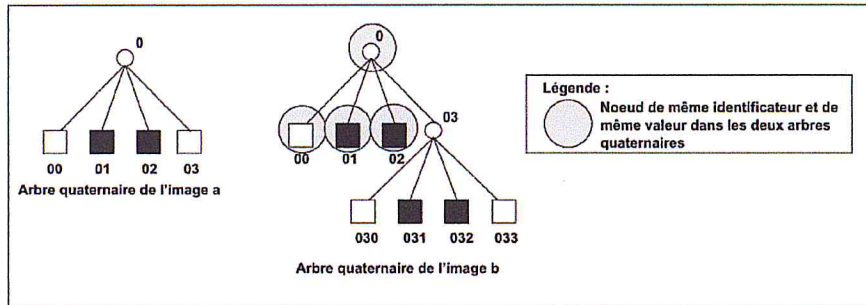 0
00 01 02 03
Arbre quaternaire de l'image a
0
03
00 01 02
030 031 032 033
Arbre quaternaire de l'image b
Légende :
Noeud de même identificateur et de
même valeur dans les deux arbres
quaternaires